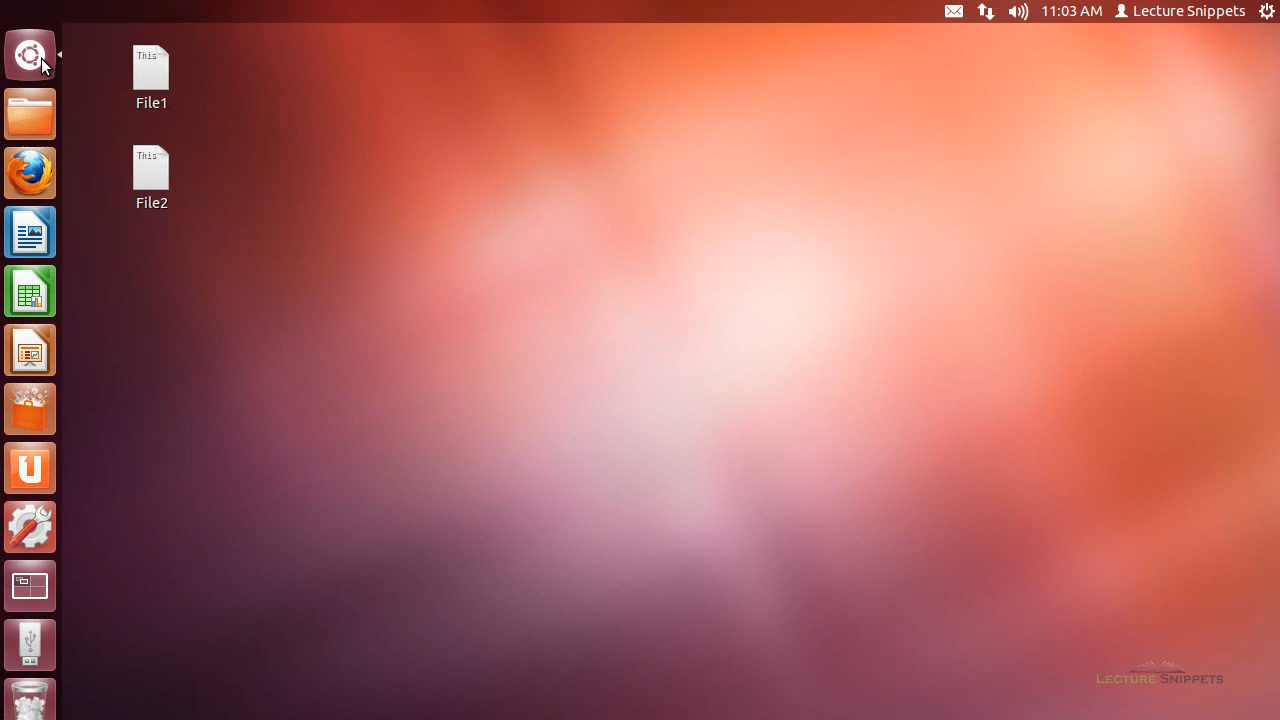 11:03 AM Lecture Snippets
This
File1
This
File2
LECTURE SNIPPETS